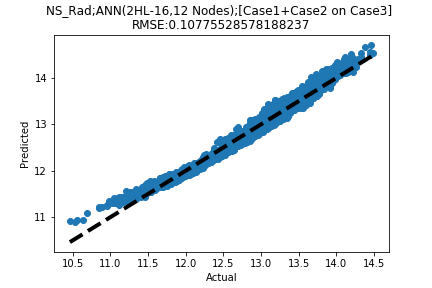 NS_Rad;ANN(2HL-16,12 Nodes);[Case1+Case2 on Case3]
RMSE:0.10775528578188237
14
13
12
11
Predicted
10.5 11.0 11.5 12.0 12.5 13.0 13.5 14.0 14.5
Actual